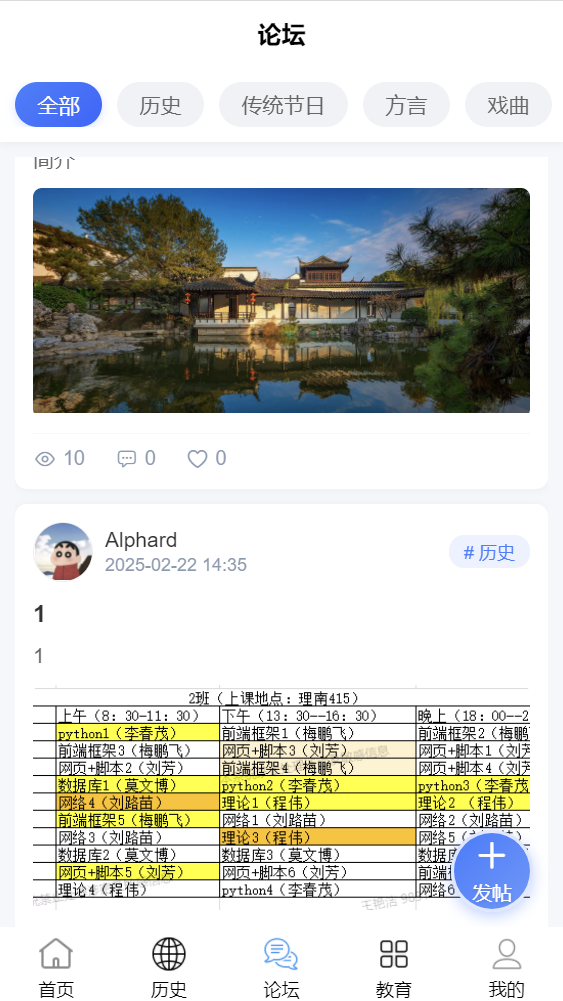 论坛
全部 历史 传统节日 方言 戏曲
简介
10 0 0
Alphard
2025-02-22 14:35
# 历史
1
1
2班（上课地点：理南415）
上午（8：30-11：30） 下午（13：30--16：30） 晚上（18：00--2
python1（李春茂） 前端框架1（梅鹏飞） 前端框架2（梅鹏飞
前端框架3（梅鹏飞） 网页+脚本3（刘芳） 网页+脚本1（刘芳
网页+脚本2（刘芳） 前端框架4（梅鹏飞） 网页+脚本4（刘芳
数据库1（莫文博） python2（李春茂） python3（李春茂
网络4（刘路苗） 理论1（程伟） 理论2 （程伟）
前端框架5（梅鹏飞） 网络1（刘路苗） 网络2（刘路苗）
网络3（刘路苗） 理论3（程伟） 网络5
数据库2（莫文博） 数据库3（莫文博） 前端
网页+脚本5（刘芳） 网页+脚本6（刘芳） 网络
理论4（程伟） python4（李春茂） 网络6
发帖
首页 历史 论坛 教育 我的